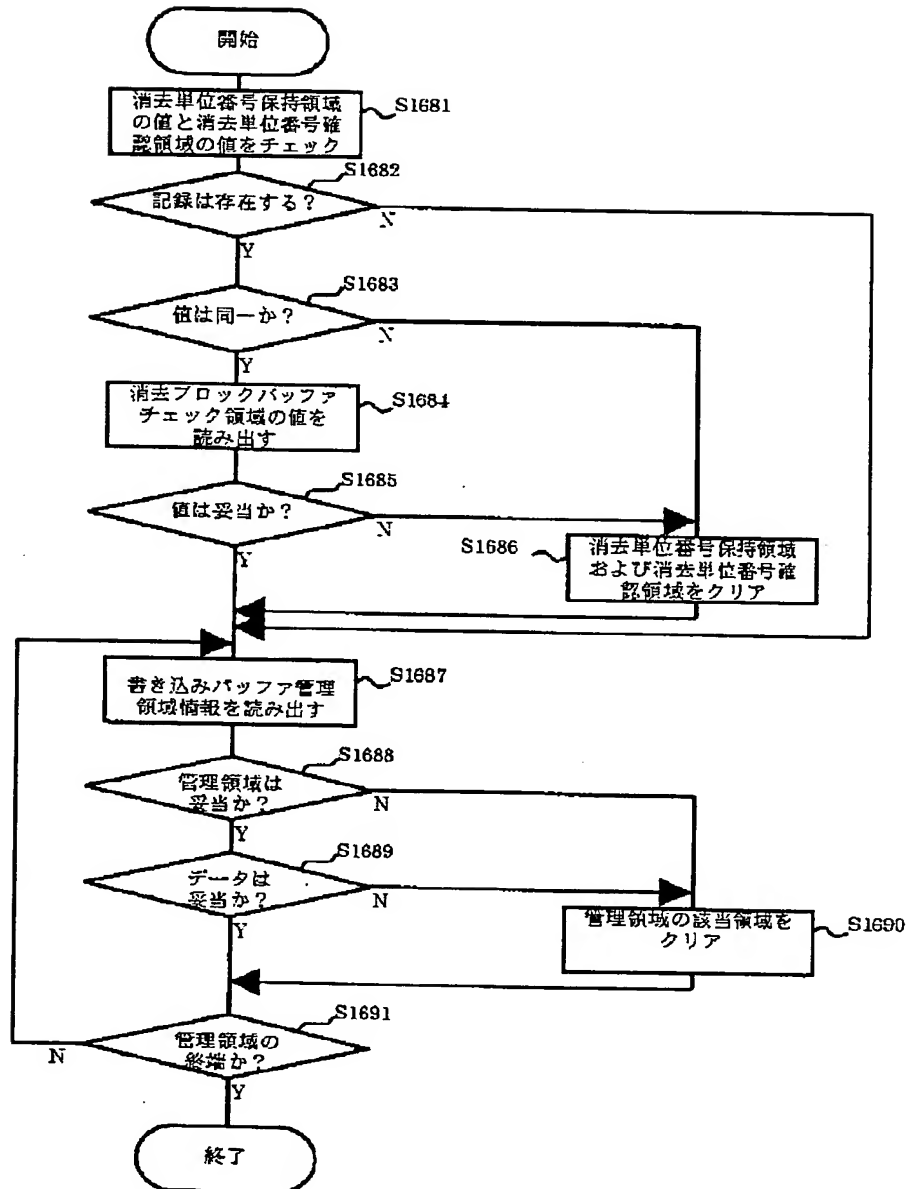 開始
消去単位番号保持領域
の値と消去単位番号確
認領域の値をチェック
S1681
S1682
記録は存在する?
N
Y
S1683
値は同一か?
N
Y
消去ブロックバッファ
チェック領域の値を
読み出す
S1684
S1685
値は妥当か?
N
Y
S1686
消去単位番号保持領域
および消去単位番号確
認領域をクリア
書き込みバッファ管理
領域情報を読み出す
S1687
S1688
管理領域は
妥当か?
N
Y
S1689
データは
妥当か?
N
Y
管理領域の該当領域を
クリア
S1690
S1691
管理領域の
終端か?
N
Y
終了